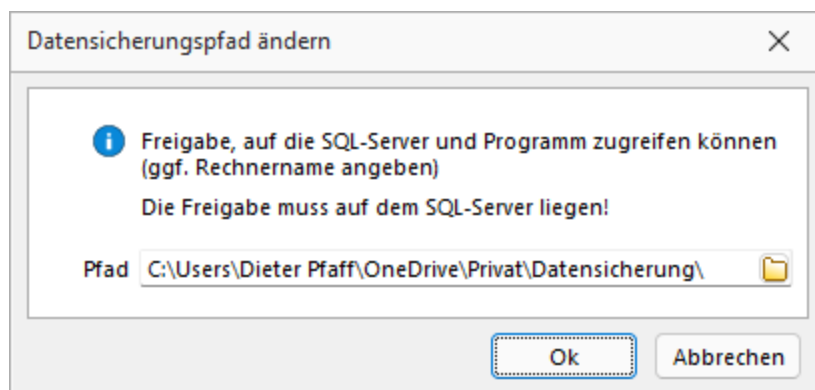 Datensicherungspfad ändern
Freigabe, auf die SQL-Server und Programm zugreifen können
(ggf. Rechnername angeben)
Die Freigabe muss auf dem SQL-Server liegen!
Pfad C:\Users\Dieter Pfaff\OneDrive\Privat\Datensicherung\
Ok Abbrechen